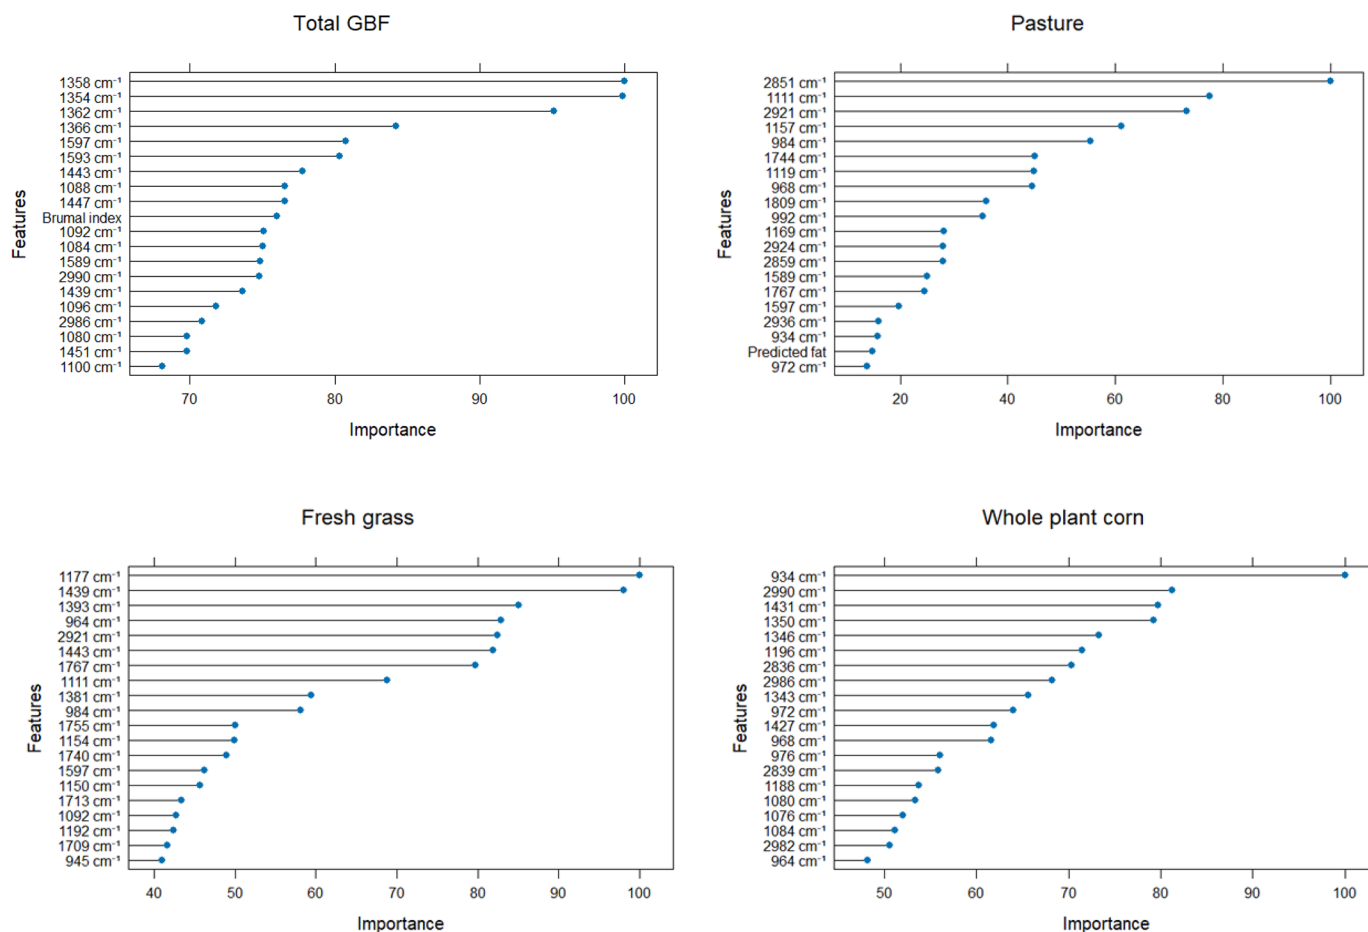 Total GBF
Features
1358 cm⁻¹
1354 cm⁻¹
1362 cm⁻¹
1366 cm⁻¹
1597 cm⁻¹
1593 cm⁻¹
1443 cm⁻¹
1088 cm⁻¹
1447 cm⁻¹
Brumal index
1092 cm⁻¹
1084 cm⁻¹
1589 cm⁻¹
2990 cm⁻¹
1439 cm⁻¹
1096 cm⁻¹
2986 cm⁻¹
1080 cm⁻¹
1451 cm⁻¹
1100 cm⁻¹
70 80 90 100
Importance
Pasture
Features
2851 cm⁻¹
1111 cm⁻¹
2921 cm⁻¹
1157 cm⁻¹
984 cm⁻¹
1744 cm⁻¹
1119 cm⁻¹
968 cm⁻¹
1809 cm⁻¹
992 cm⁻¹
1169 cm⁻¹
2924 cm⁻¹
2859 cm⁻¹
1589 cm⁻¹
1767 cm⁻¹
1597 cm⁻¹
2936 cm⁻¹
934 cm⁻¹
Predicted fat
972 cm⁻¹
20 40 60 80 100
Importance
Fresh grass
Features
1177 cm⁻¹
1439 cm⁻¹
1393 cm⁻¹
964 cm⁻¹
2921 cm⁻¹
1443 cm⁻¹
1767 cm⁻¹
1111 cm⁻¹
1381 cm⁻¹
984 cm⁻¹
1755 cm⁻¹
1154 cm⁻¹
1740 cm⁻¹
1597 cm⁻¹
1150 cm⁻¹
1713 cm⁻¹
1092 cm⁻¹
1192 cm⁻¹
1709 cm⁻¹
945 cm⁻¹
40 50 60 70 80 90 100
Importance
Whole plant corn
Features
934 cm⁻¹
2990 cm⁻¹
1431 cm⁻¹
1350 cm⁻¹
1346 cm⁻¹
1196 cm⁻¹
2836 cm⁻¹
2986 cm⁻¹
1343 cm⁻¹
972 cm⁻¹
1427 cm⁻¹
968 cm⁻¹
976 cm⁻¹
2839 cm⁻¹
1188 cm⁻¹
1080 cm⁻¹
1076 cm⁻¹
1084 cm⁻¹
2982 cm⁻¹
964 cm⁻¹
50 60 70 80 90 100
Importance